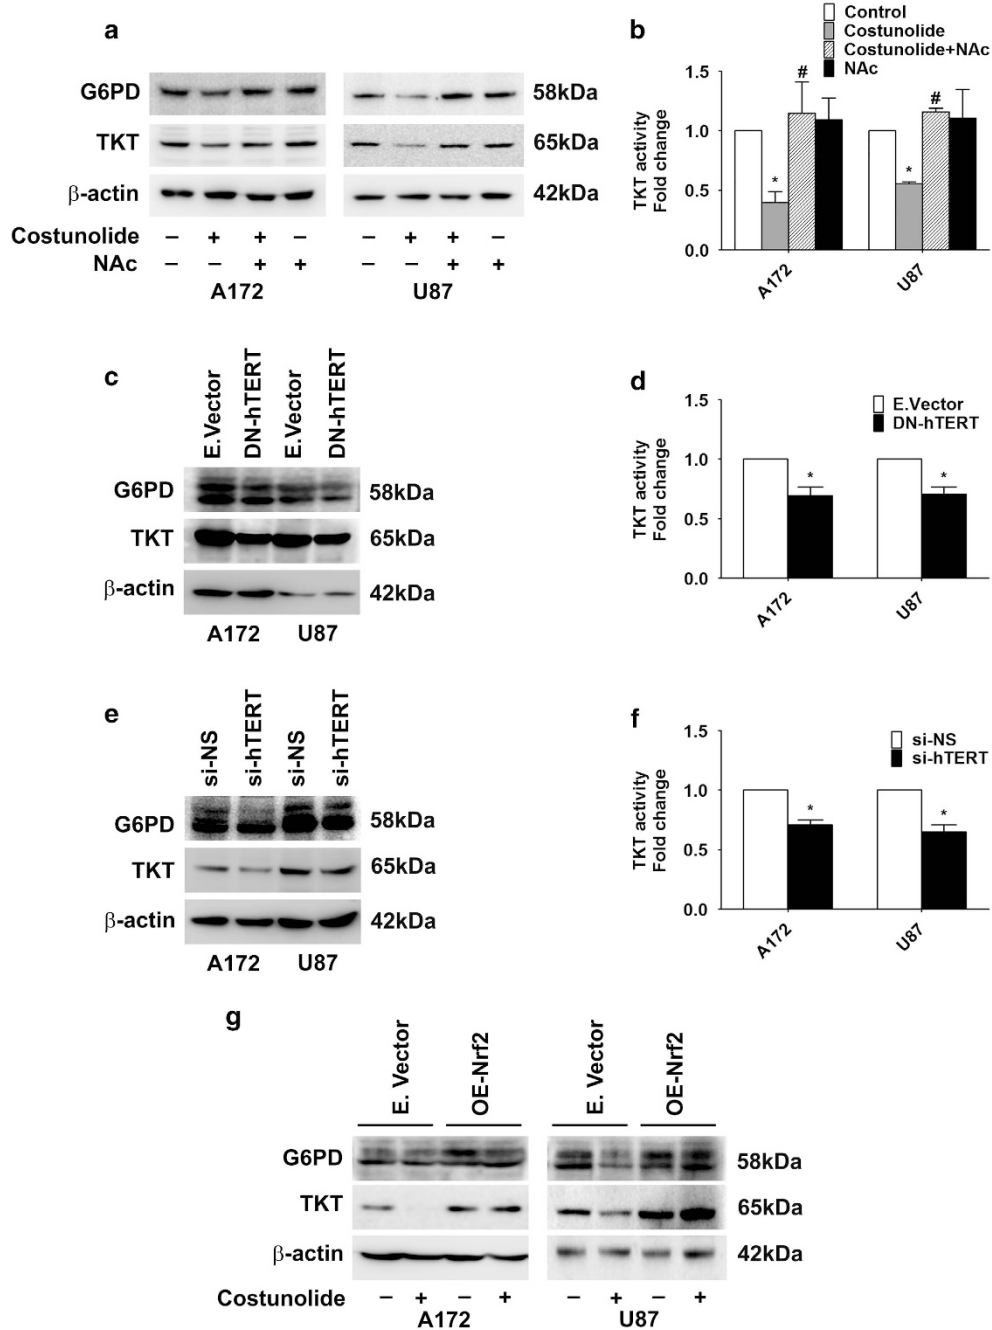 a
G6PD 58kDa
TKT 65kDa
β-actin 42kDa
Costunolide – + + – – + + –
NAc – – + + – – + +
A172 U87
b
Control
Costunolide
Costunolide+NAc
NAc
TKT activity
Fold change
1.5
1.0
0.5
0.0
* # * #
A172 U87
c
E.Vector DN-hTERT E.Vector DN-hTERT
G6PD 58kDa
TKT 65kDa
β-actin 42kDa
A172 U87
d
E.Vector
DN-hTERT
TKT activity
Fold change
1.5
1.0
0.5
0.0
* *
A172 U87
e
si-NS si-hTERT si-NS si-hTERT
G6PD 58kDa
TKT 65kDa
β-actin 42kDa
A172 U87
f
si-NS
si-hTERT
TKT activity
Fold change
1.5
1.0
0.5
0.0
* *
A172 U87
g
E. Vector OE-Nrf2 E. Vector OE-Nrf2
G6PD 58kDa
TKT 65kDa
β-actin 42kDa
Costunolide – + – + – + – +
A172 U87